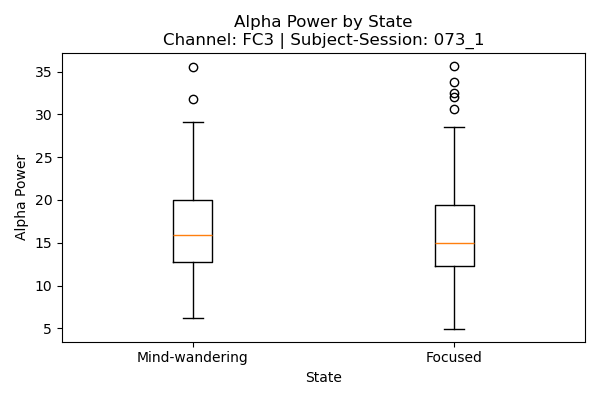 Alpha Power by State
Channel: FC3 | Subject-Session: 073_1
35
30
25
20
15
10
5
Alpha Power
Mind-wandering
Focused
State